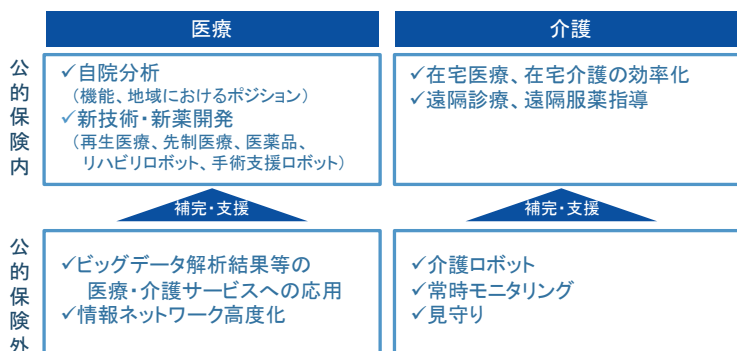 医療
介護
公的保険内
✓自院分析
（機能、地域におけるポジション）
✓新技術・新薬開発
（再生医療、先制医療、医薬品、
リハビリロボット、手術支援ロボット）
✓在宅医療、在宅介護の効率化
✓遠隔診療、遠隔服薬指導
補完・支援
補完・支援
公的保険外
✓ビッグデータ解析結果等の
医療・介護サービスへの応用
✓情報ネットワーク高度化
✓介護ロボット
✓常時モニタリング
✓見守り